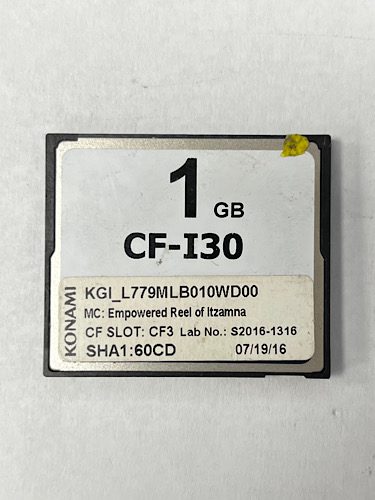 1 GB
CF-I30
KONAMI
KGI_L779MLB010WD00
MC: Empowered Reel of Itzamna
CF SLOT: CF3 Lab No.: S2016-1316
SHA1:60CD 07/19/16